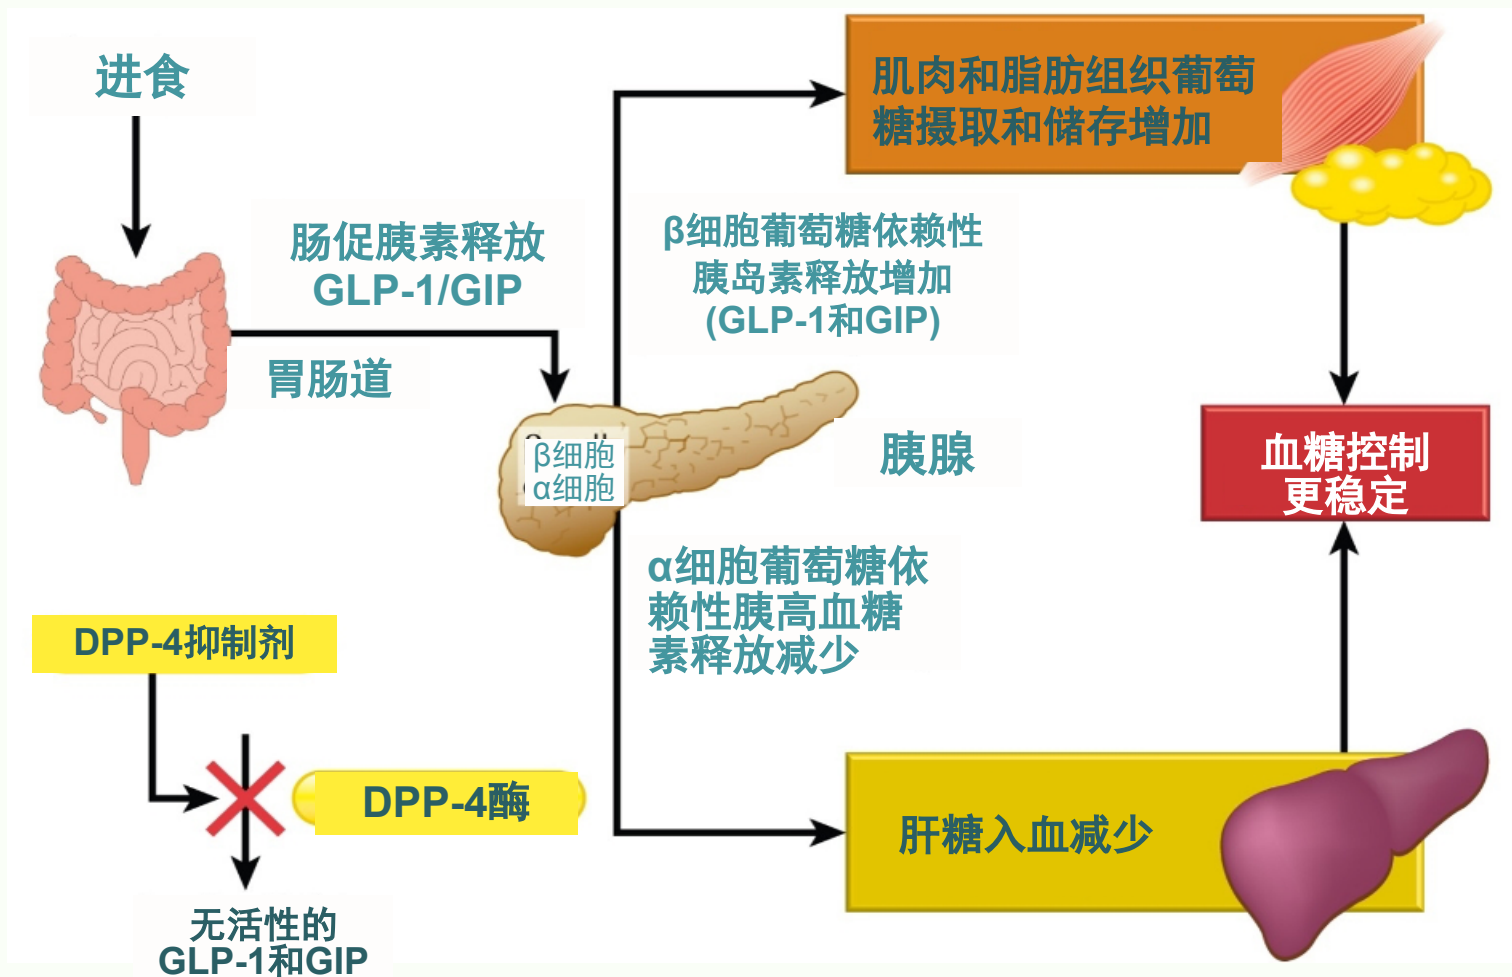 进食
肠促胰素释放
GLP-1/GIP
胃肠道
肌肉和脂肪组织葡萄
糖摄取和储存增加
β细胞葡萄糖依赖性
胰岛素释放增加
(GLP-1和GIP)
β细胞
α细胞
胰腺
血糖控制
更稳定
α细胞葡萄糖依
赖性胰高血糖
素释放减少
DPP-4抑制剂
DPP-4酶
肝糖入血减少
无活性的
GLP-1和GIP